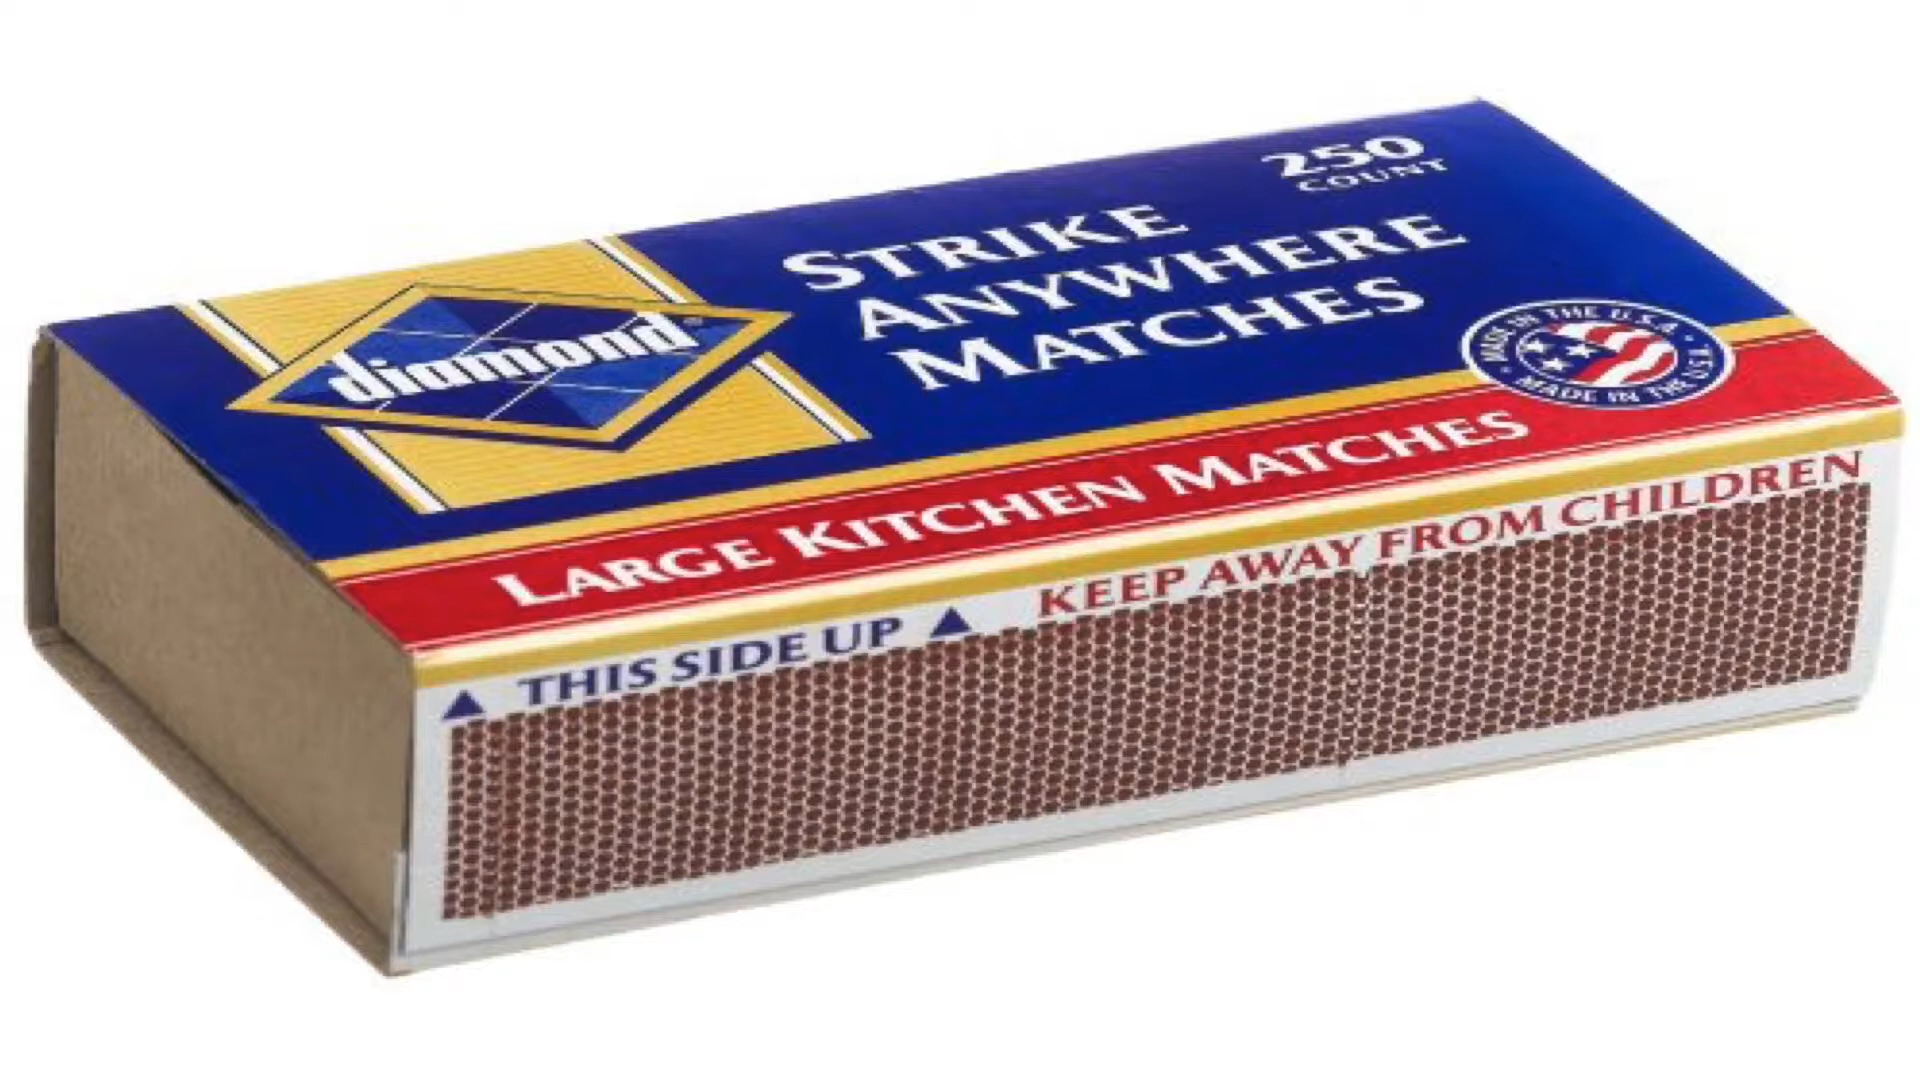 250
COUNT
STRIKE
ANYWHERE
MATCHES
diamond®
MADE IN THE U.S.A.
MADE IN THE USA
LARGE KITCHEN MATCHES
▲ THIS SIDE UP ▲ KEEP AWAY FROM CHILDREN